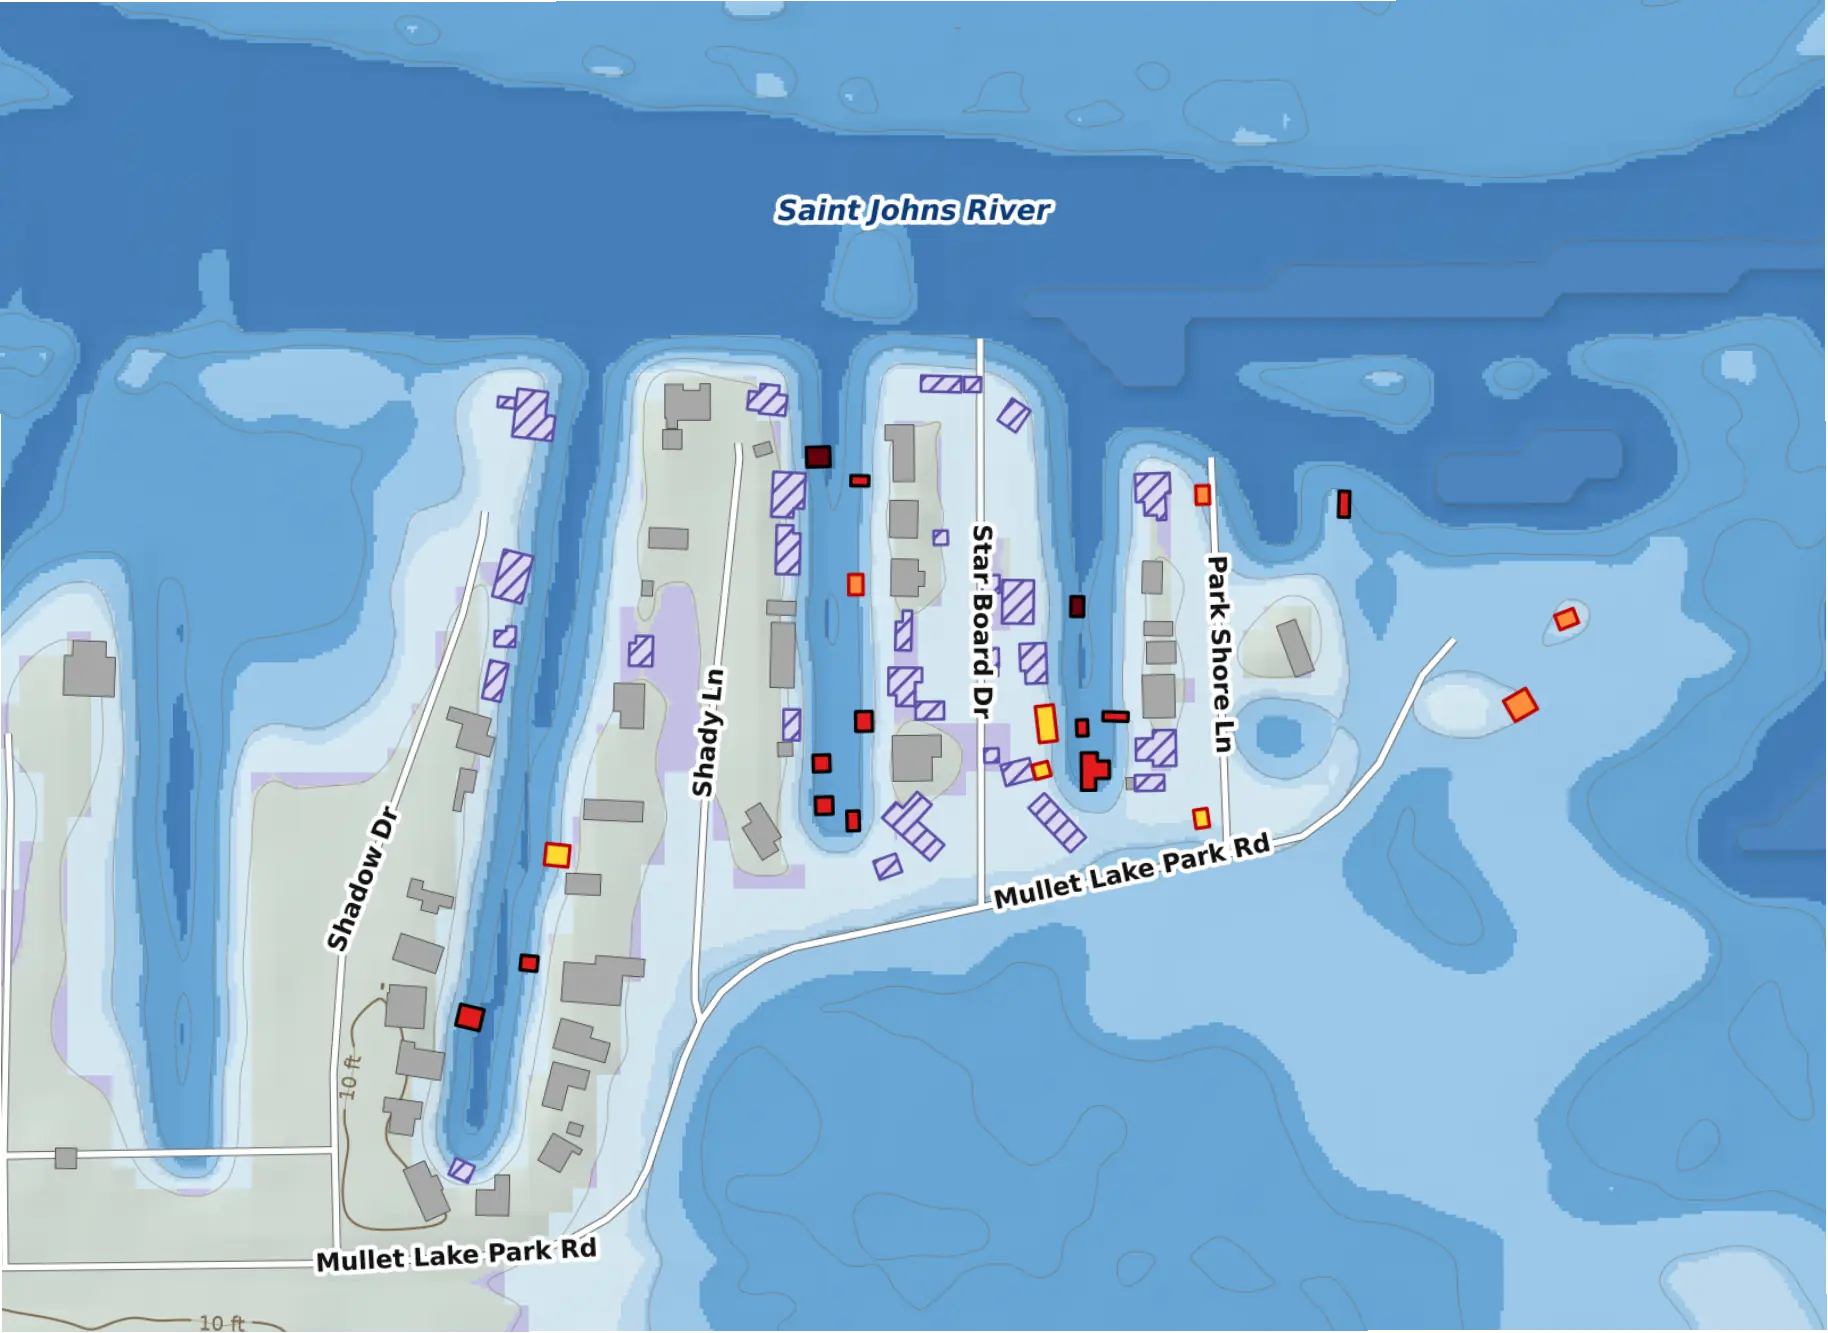 Saint Johns River
Star Board Dr
Park Shore Ln
Shady Ln
Shadow Dr
Mullet Lake Park Rd
10 ft
Mullet Lake Park Rd
10 ft